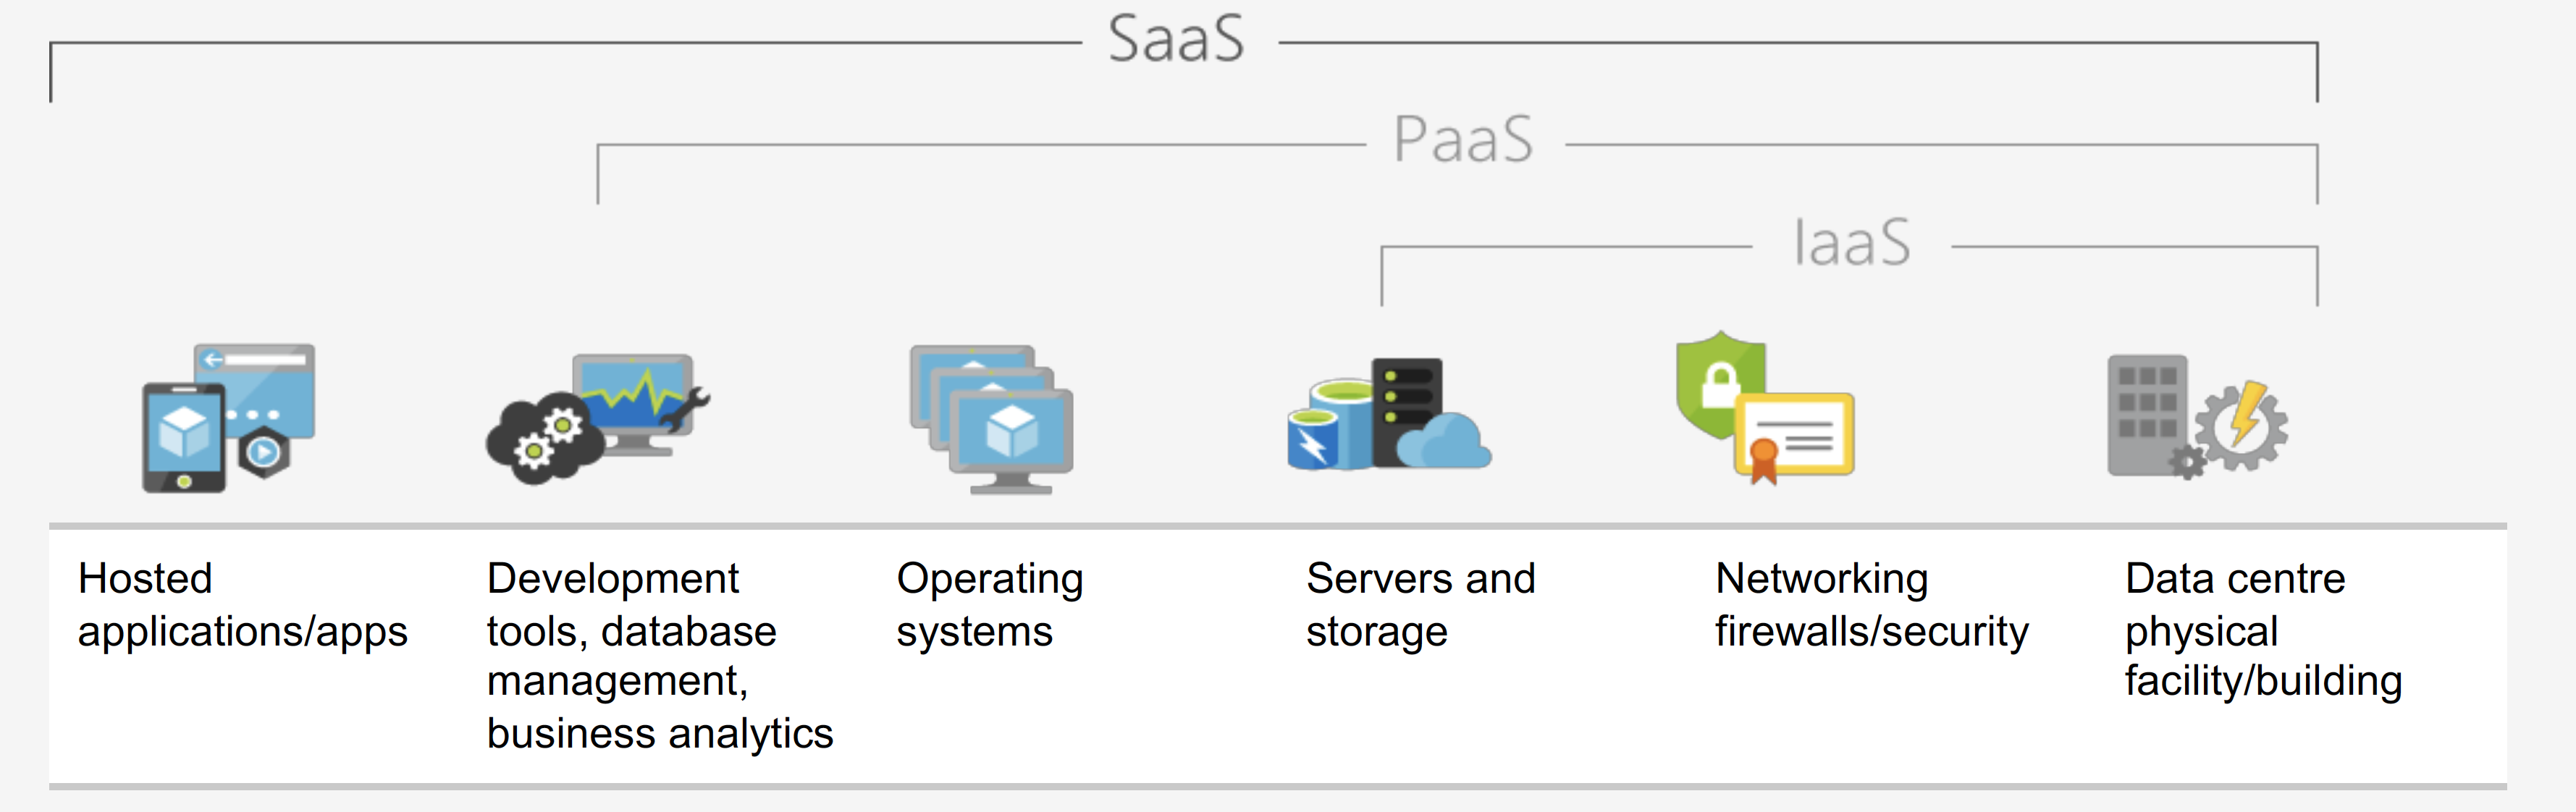 SaaS
PaaS
IaaS
Hosted
applications/apps
Development
tools, database
management,
business analytics
Operating
systems
Servers and
storage
Networking
firewalls/security
Data centre
physical
facility/building